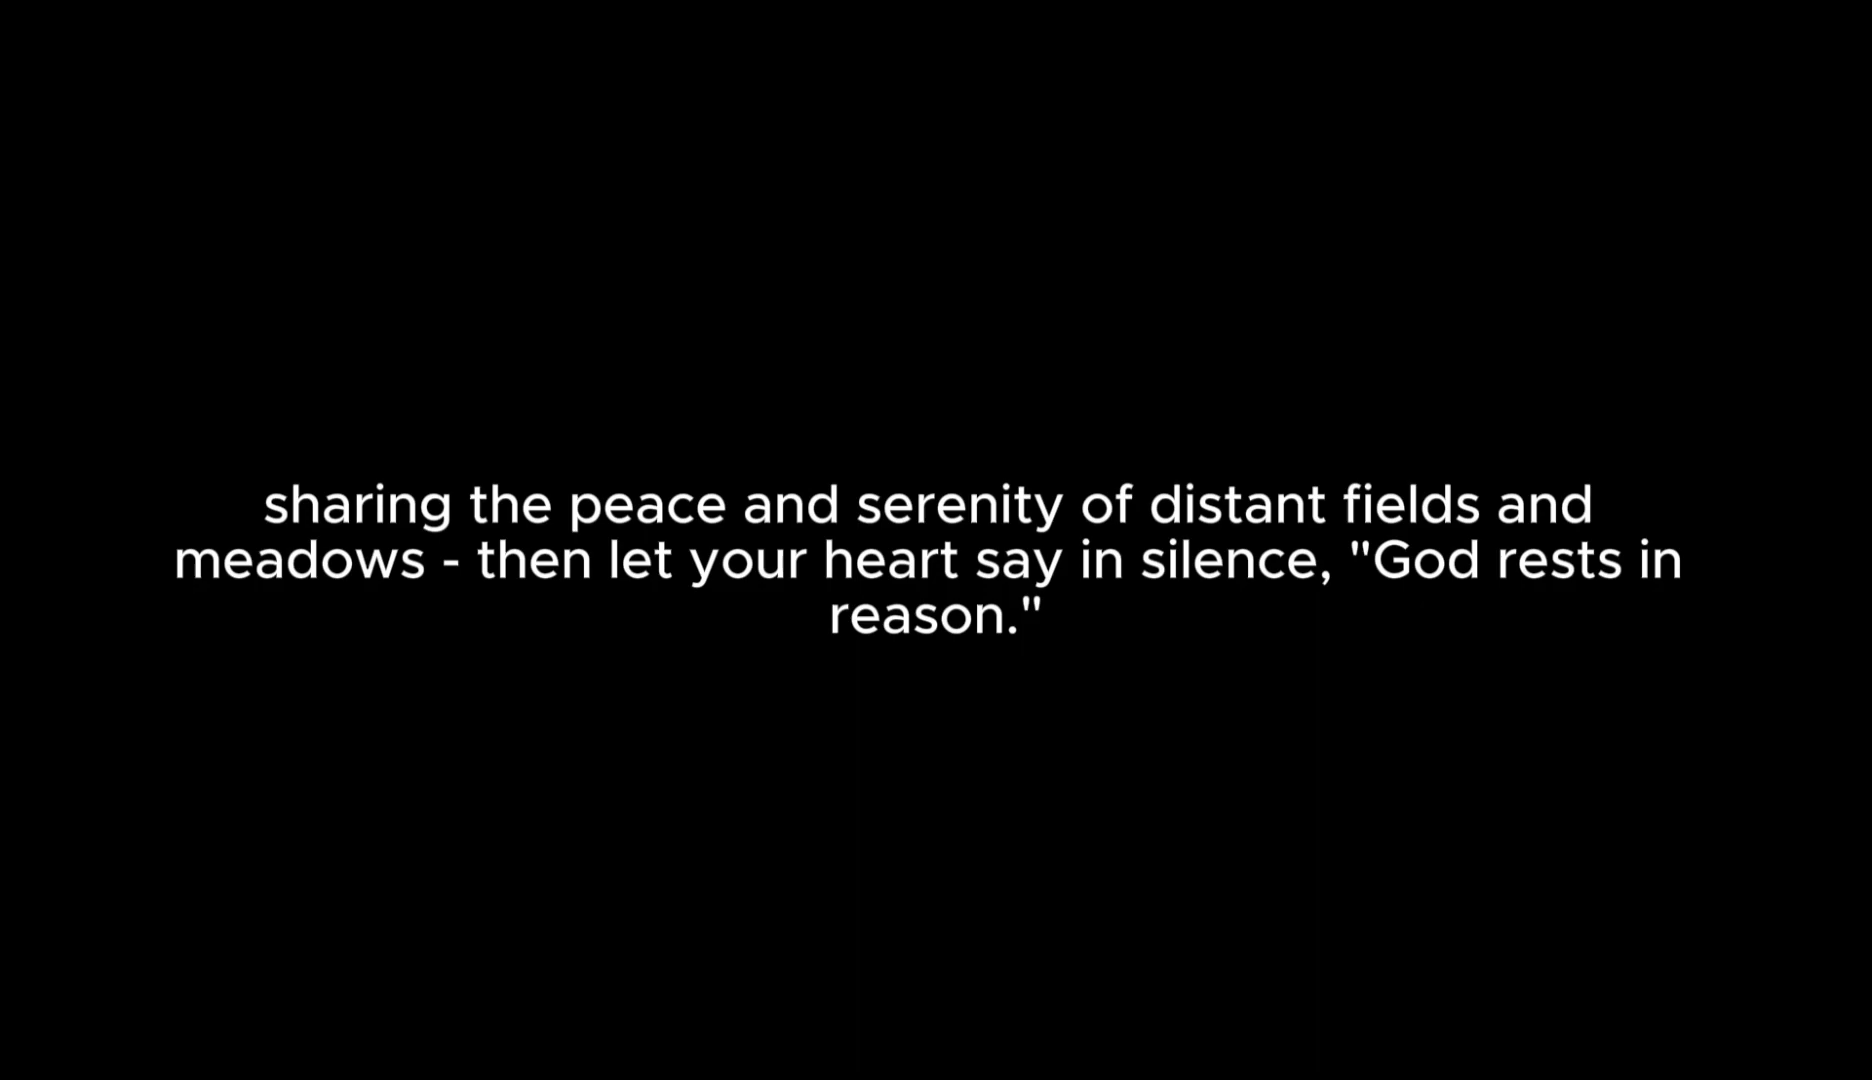 sharing the peace and serenity of distant fields and
meadows - then let your heart say in silence, "God rests in
reason."